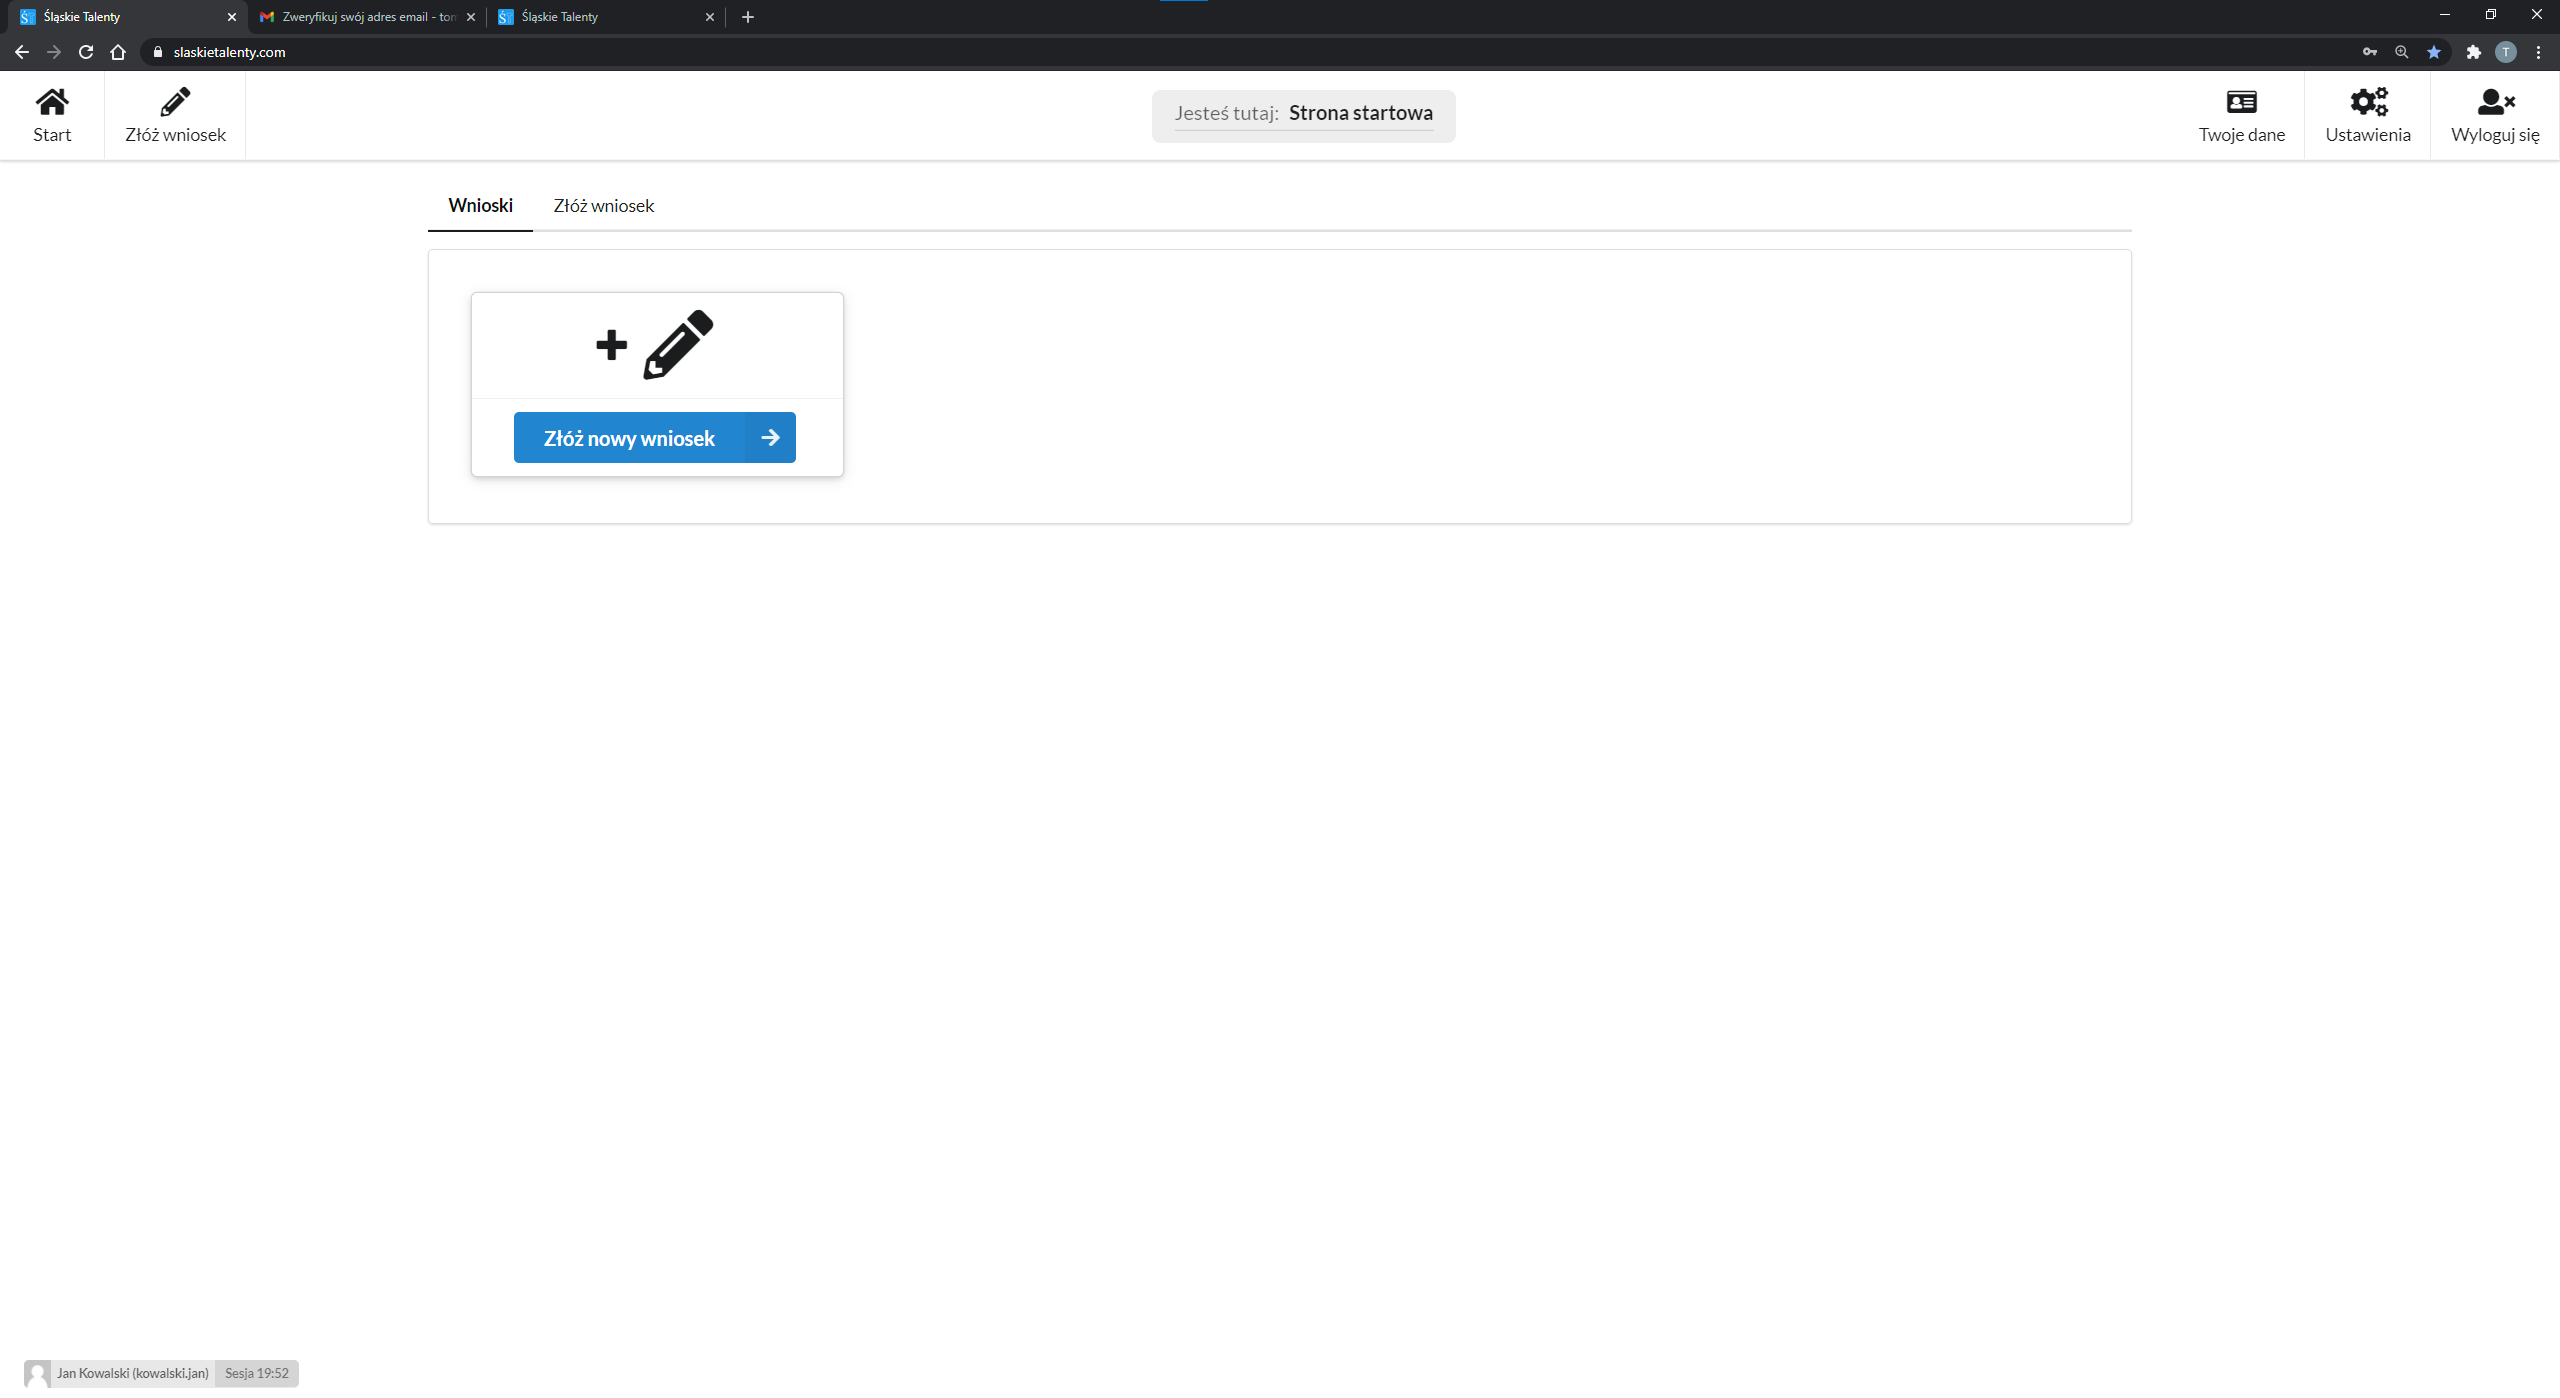 Śląskie Talenty
Zweryfikuj swój adres email - tom
Śląskie Talenty
slaskietalenty.com
T
Start
Złóż wniosek
Jesteś tutaj: Strona startowa
Twoje dane
Ustawienia
Wyloguj się
Wnioski
Złóż wniosek
Złóż nowy wniosek
Jan Kowalski (kowalski.jan)
Sesja 19:52